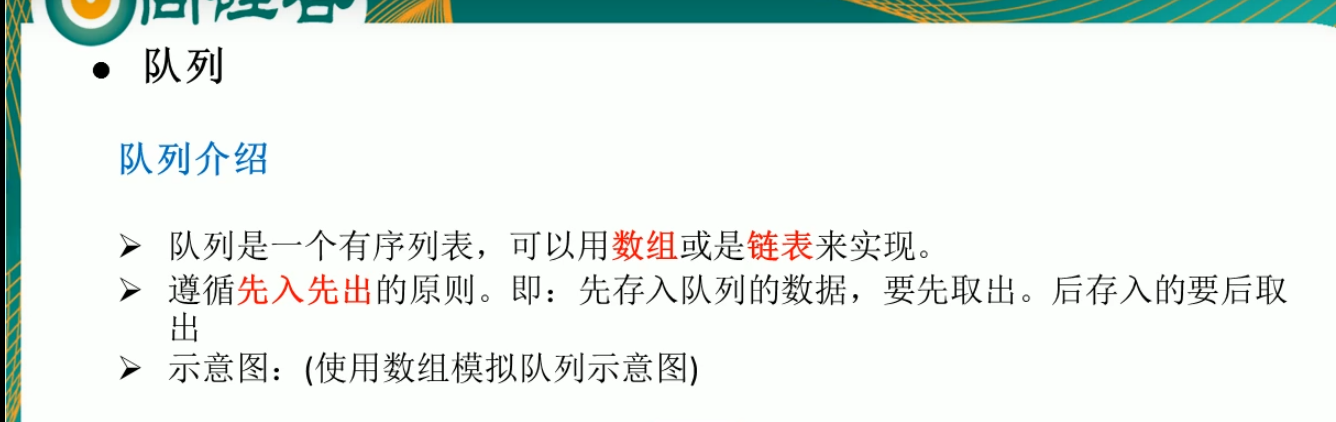 ● 队列
队列介绍
➢ 队列是一个有序列表，可以用数组或是链表来实现。
➢ 遵循先入先出的原则。即：先存入队列的数据，要先取出。后存入的要后取
出
➢ 示意图：(使用数组模拟队列示意图)